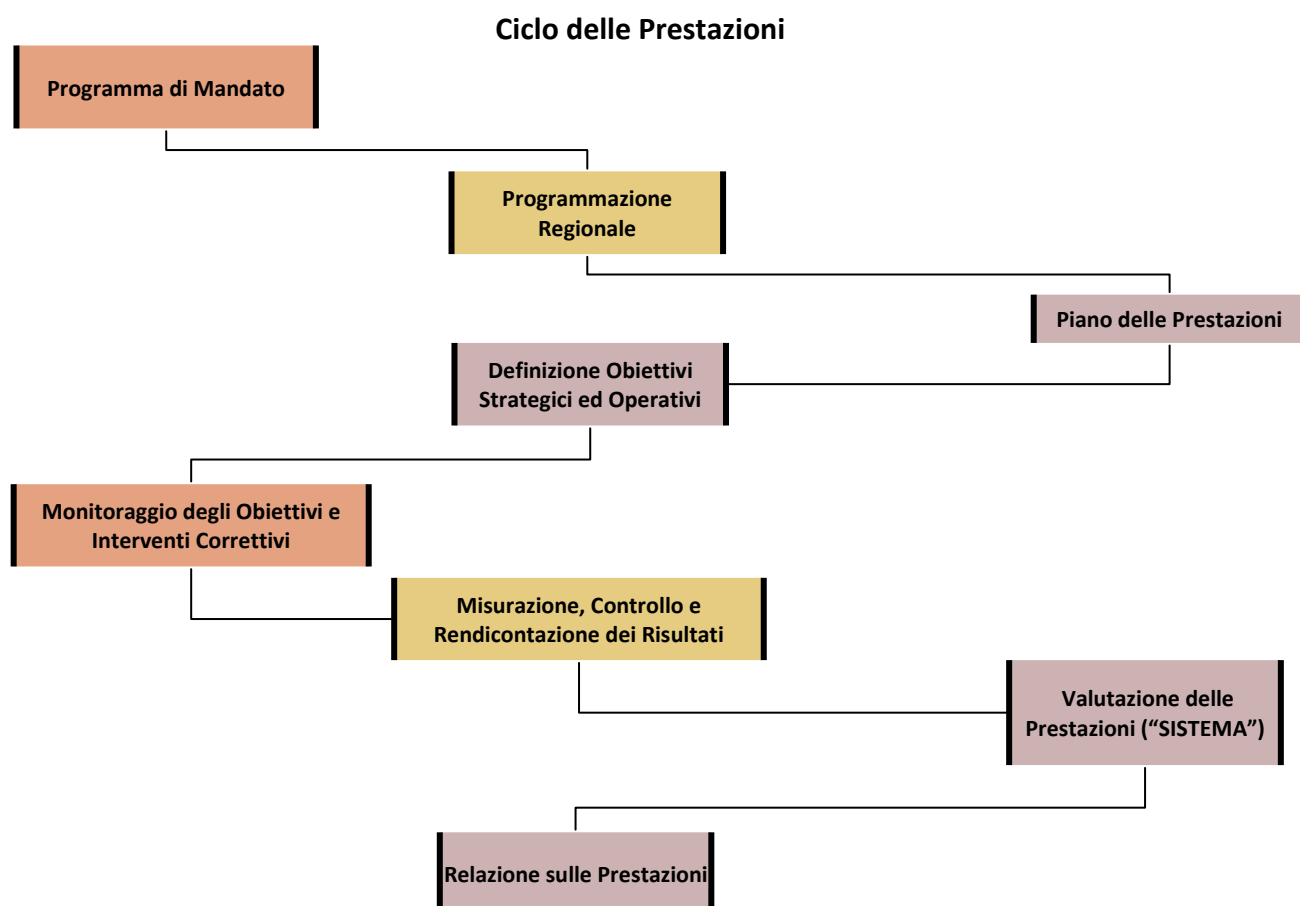 Ciclo delle Prestazioni
Programma di Mandato
Programmazione
Regionale
Piano delle Prestazioni
Definizione Obiettivi
Strategici ed Operativi
Monitoraggio degli Obiettivi e
Interventi Correttivi
Misurazione, Controllo e
Rendicontazione dei Risultati
Valutazione delle
Prestazioni (“SISTEMA”)
Relazione sulle Prestazioni